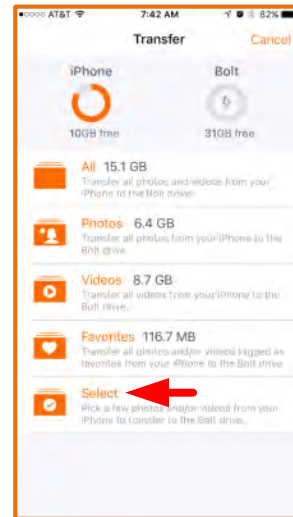 AT&T 7:42 AM 82%
Transfer Cancel
iPhone Bolt
10GB free 31GB free
All 15.1 GB
Transfer all photos and videos from your
iPhone to the Bolt drive.
Photos 6.4 GB
Transfer all photos from your iPhone to the
Bolt drive.
Videos 8.7 GB
Transfer all videos from your iPhone to the
Bolt drive.
Favorites 116.7 MB
Transfer all photos and/or videos tagged as
favorites from your iPhone to the Bolt drive.
Select
Pick a few photos and/or videos from your
iPhone to transfer to the Bolt drive.